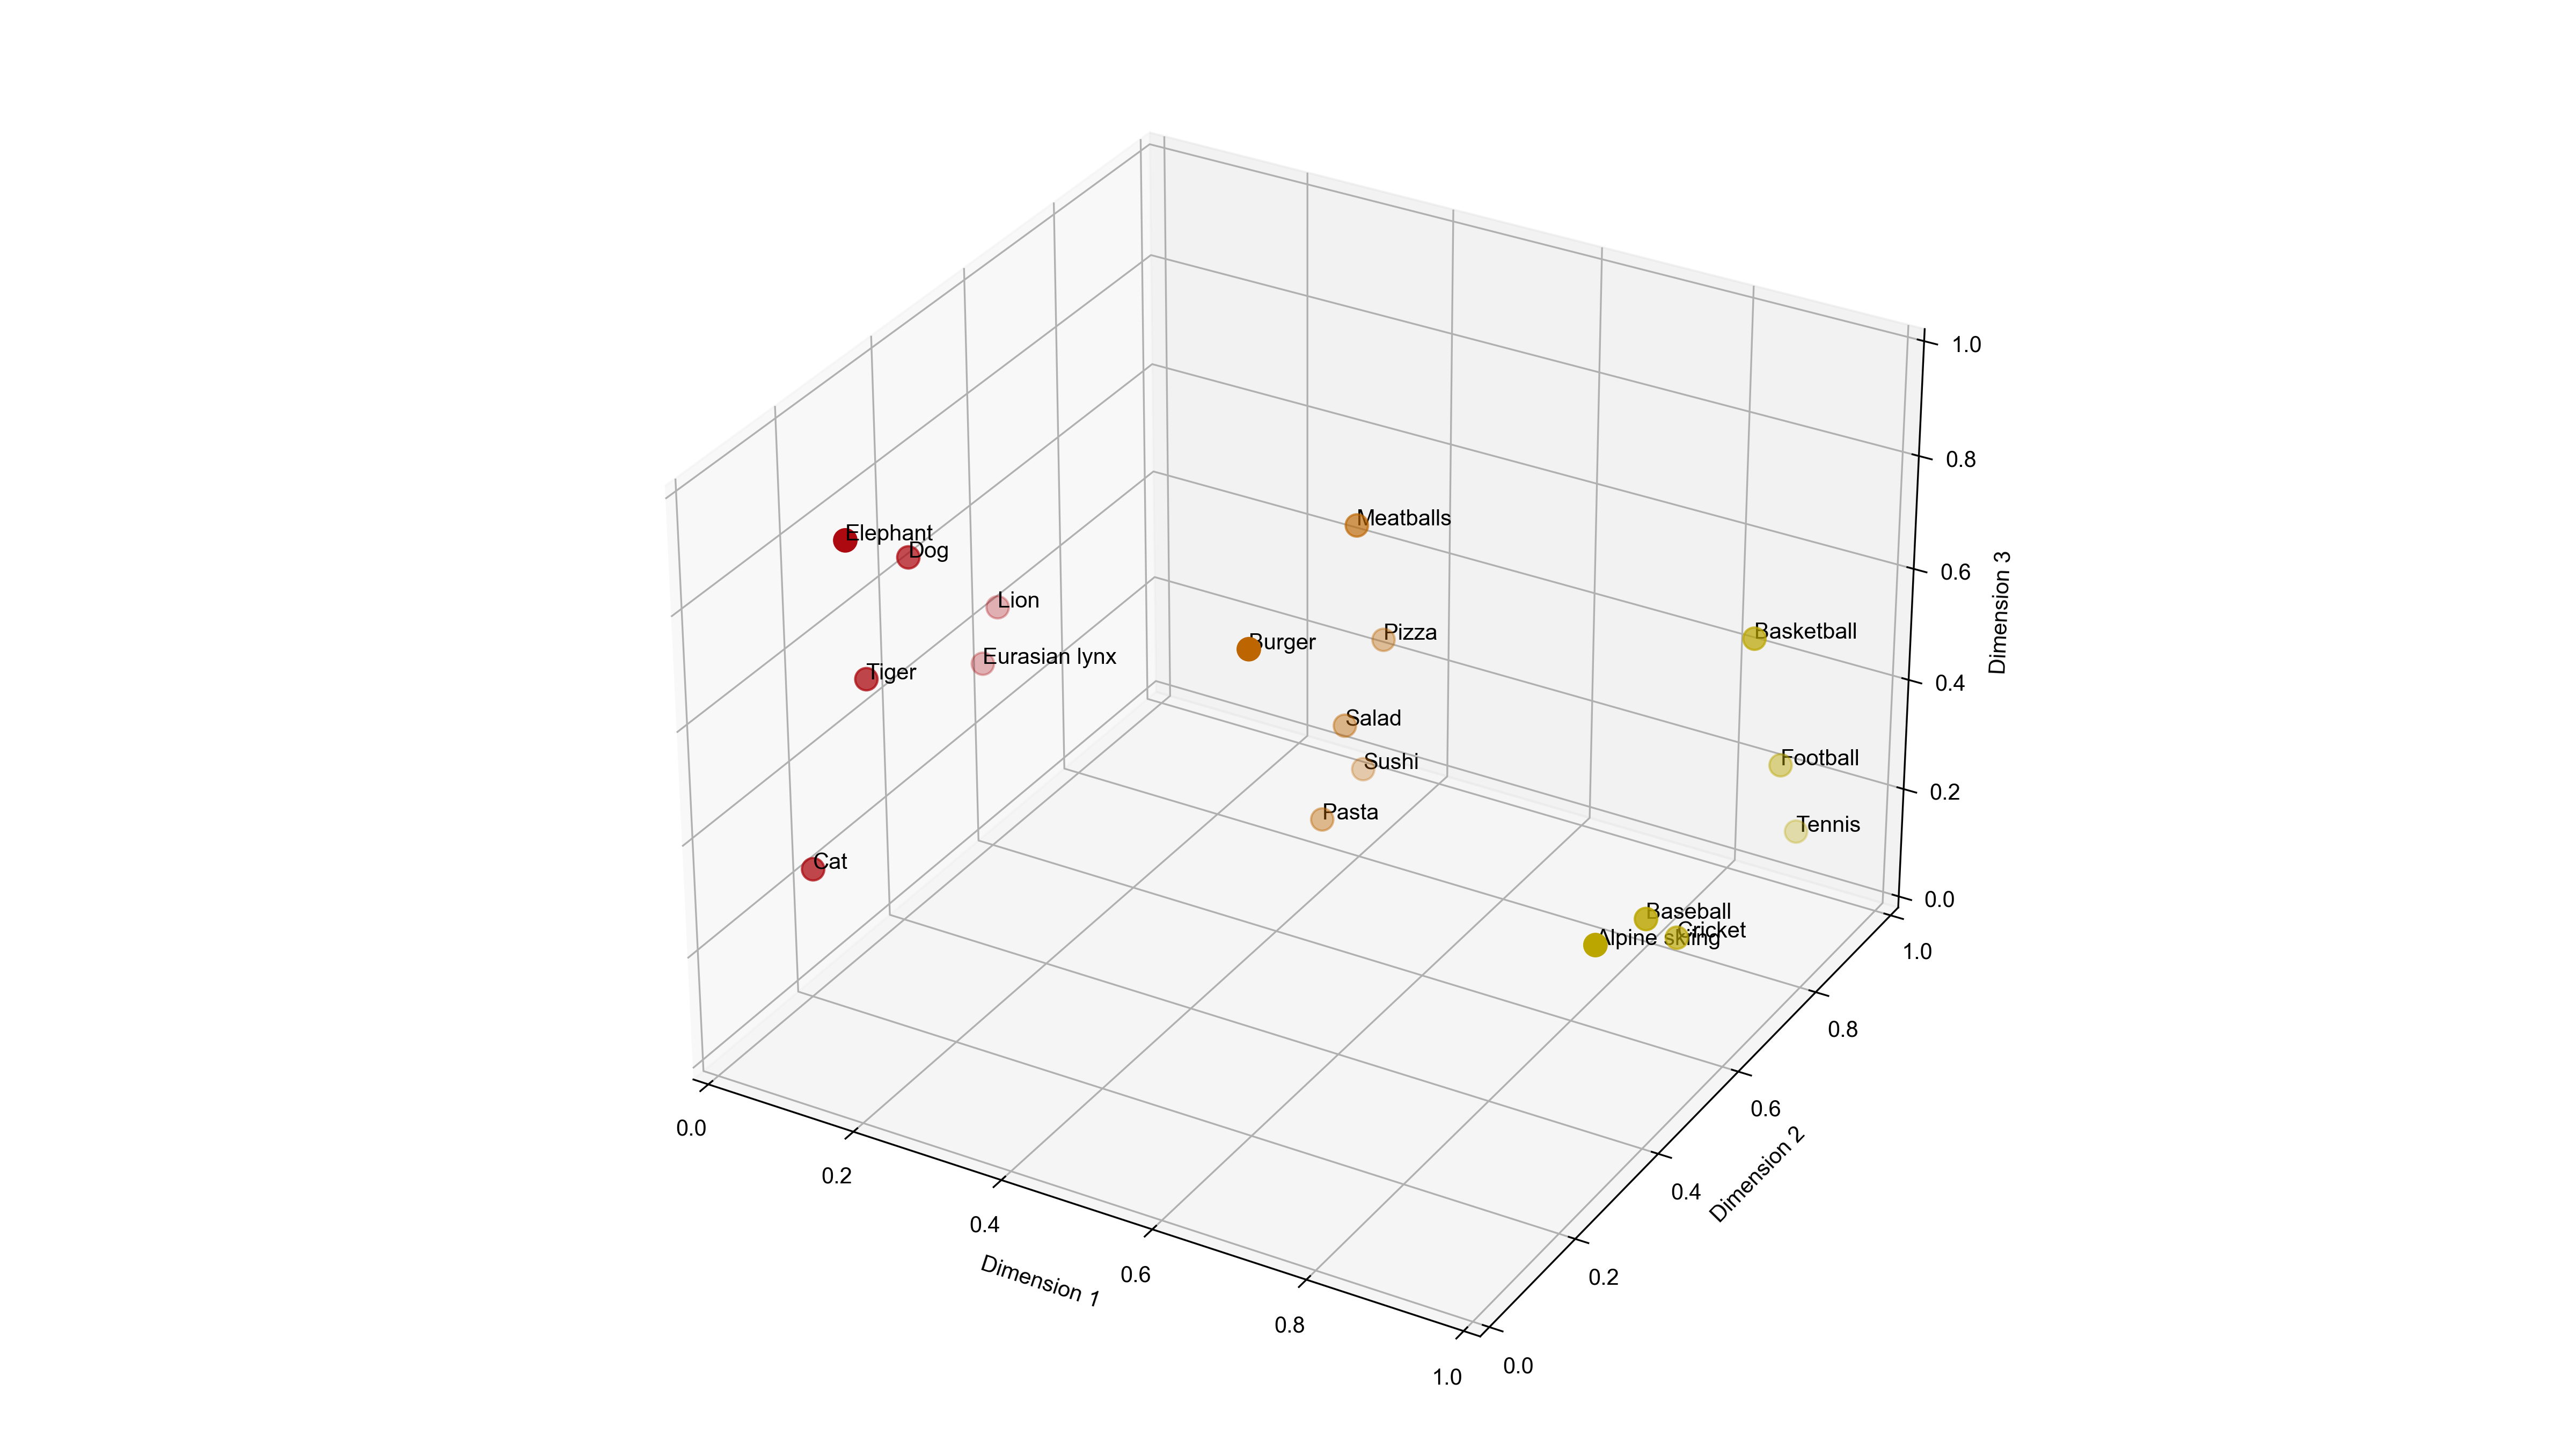 1.0
0.8
Meatballs
Elephant
Dog
0.6
Dimension 3
Lion
Basketball
Pizza
Burger
Eurasian lynx
Tiger
0.4
Salad
Football
Sushi
0.2
Pasta
Tennis
Cat
0.0
Baseball
Cricket
Alpine skiing
1.0
0.8
0.6
0.4
0.2
0.0
Dimension 2
0.0
0.2
0.4
0.6
0.8
1.0
Dimension 1